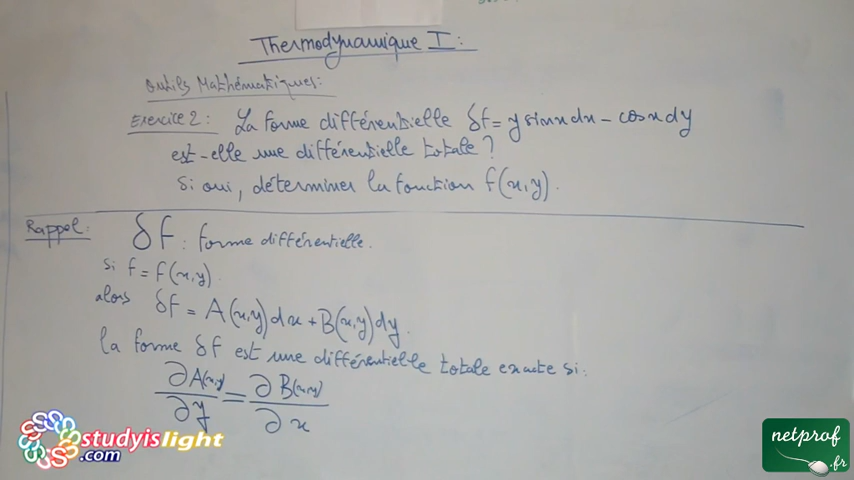 Thermodynamique I:
Outils Mathématiques:
Exercice 2: La forme différentielle δf = y sinx dx - cosx dy
est-elle une différentielle totale?
Si oui, déterminer la fonction f(x,y).
Rappel: δf: forme différentielle.
si f = f(x,y).
alors δf = A(x,y)dx + B(x,y)dy.
la forme δf est une différentielle totale exacte si:
∂A(x,y)/∂y = ∂B(x,y)/∂x
studyislight
.com
netprof
.fr